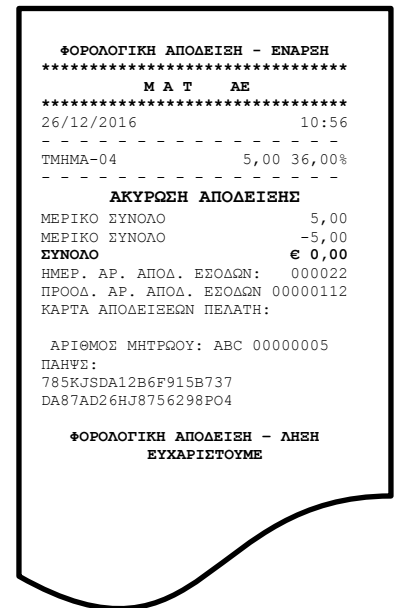 ΦΟΡΟΛΟΓΙΚΗ ΑΠΟΔΕΙΞΗ - ΕΝΑΡΞΗ
********************************
Μ Α Τ ΑΕ
********************************
26/12/2016 10:56
- - - - - - - - - - - - - - - -
ΤΜΗΜΑ-04 5,00 36,00%
- - - - - - - - - - - - - - - -
ΑΚΥΡΩΣΗ ΑΠΟΔΕΙΞΗΣ
ΜΕΡΙΚΟ ΣΥΝΟΛΟ 5,00
ΜΕΡΙΚΟ ΣΥΝΟΛΟ -5,00
ΣΥΝΟΛΟ € 0,00
ΗΜΕΡ. ΑΡ. ΑΠΟΔ. ΕΣΟΔΩΝ: 000022
ΠΡΟΟΔ. ΑΡ. ΑΠΟΔ. ΕΣΟΔΩΝ 00000112
ΚΑΡΤΑ ΑΠΟΔΕΙΞΕΩΝ ΠΕΛΑΤΗ:
ΑΡΙΘΜΟΣ ΜΗΤΡΩΟΥ: ABC 00000005
ΠΑΗΨΣ:
785KJSDA12B6F915B737
DA87AD26HJ8756298PO4
ΦΟΡΟΛΟΓΙΚΗ ΑΠΟΔΕΙΞΗ – ΛΗΞΗ
ΕΥΧΑΡΙΣΤΟΥΜΕ